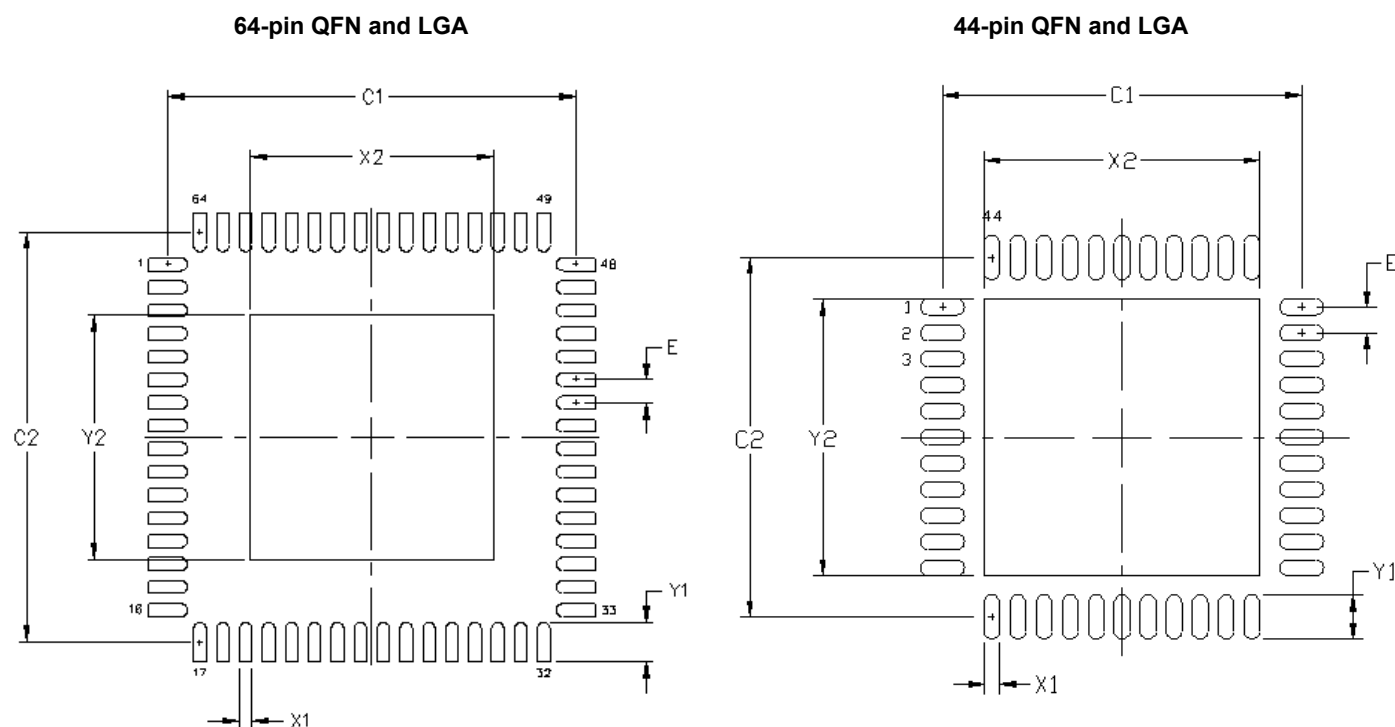 64-pin QFN and LGA
C1
X2
64
49
1
48
E
C2
Y2
16
33
Y1
17
32
X1
44-pin QFN and LGA
C1
X2
44
E
1
2
3
C2
Y2
Y1
X1